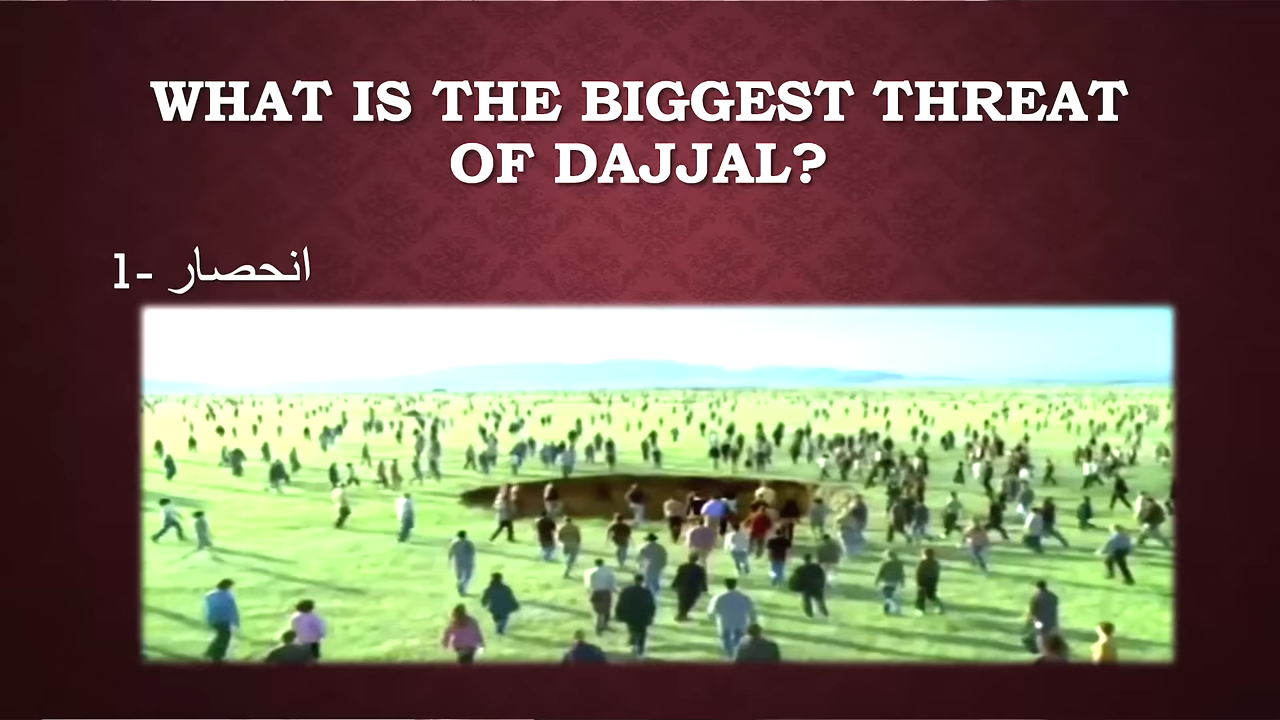 WHAT IS THE BIGGEST THREAT
OF DAJJAL?
1- انحصار